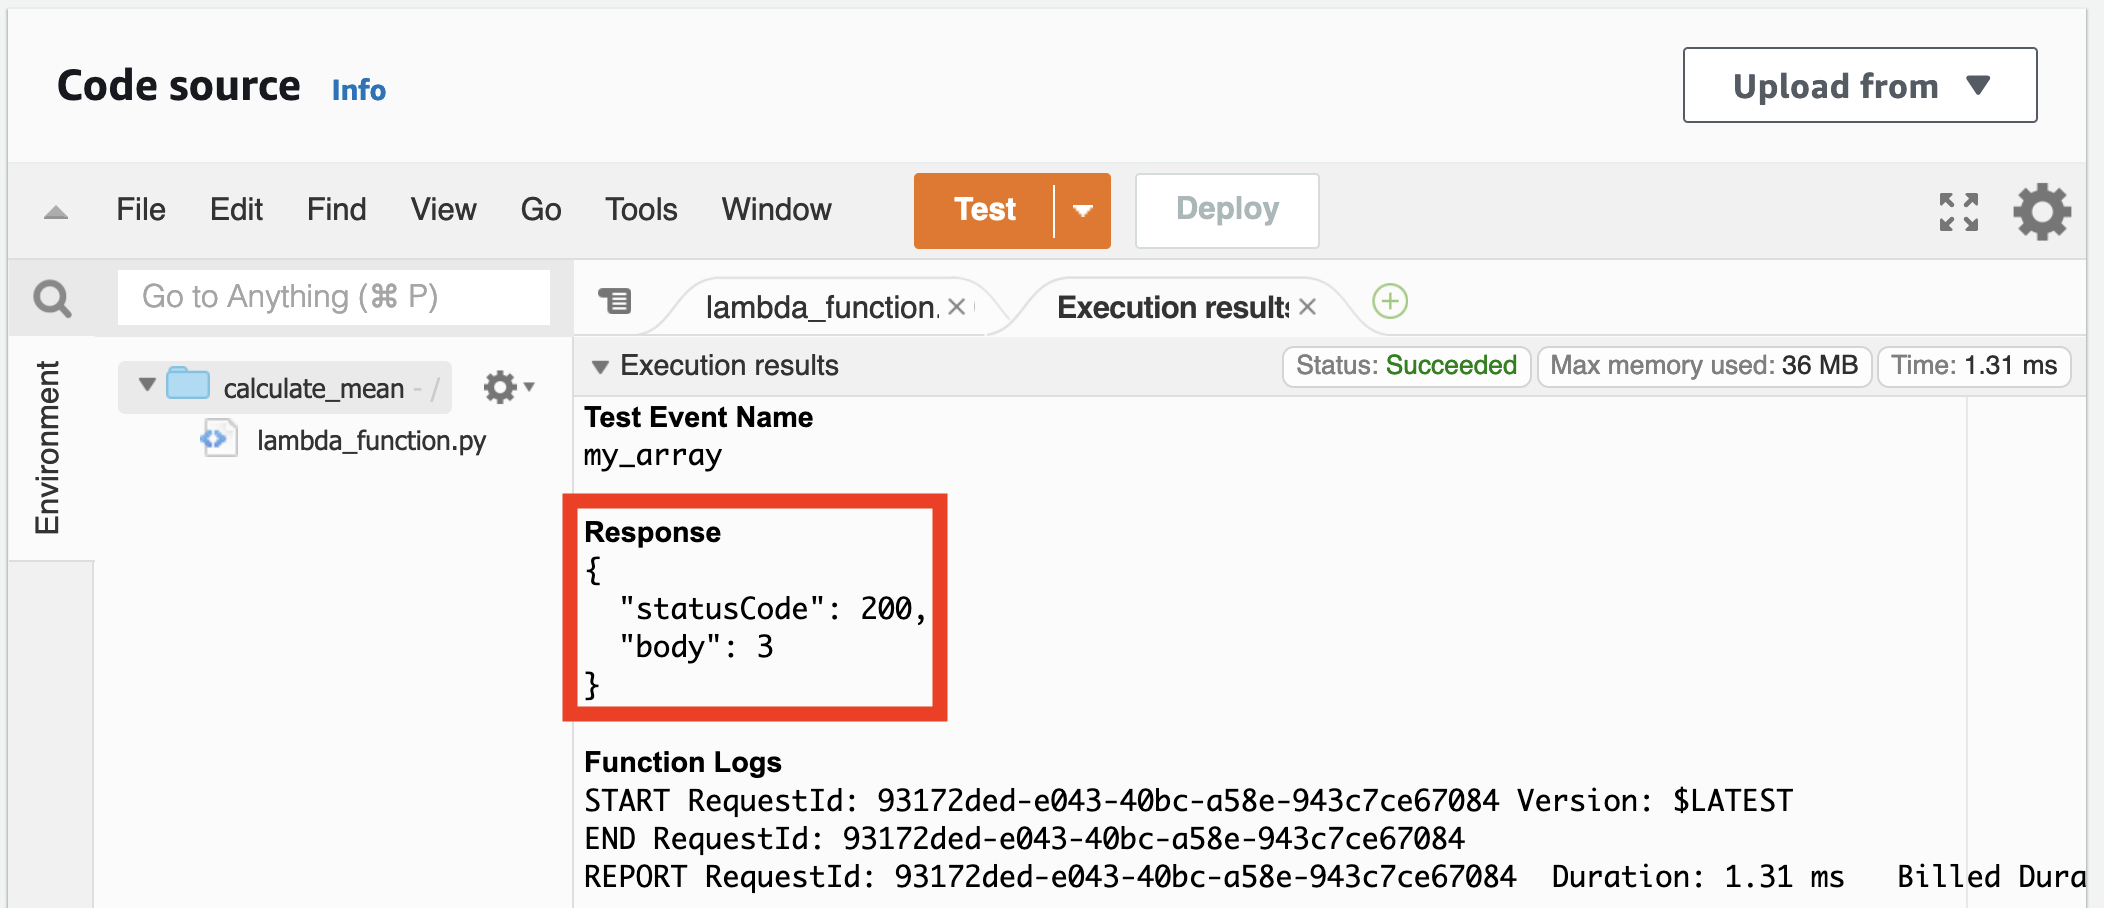 Code source Info
Upload from
File Edit Find View Go Tools Window Test Deploy
Go to Anything (⌘ P)
lambda_function. Execution results
Environment
calculate_mean - /
lambda_function.py
Execution results
Status: Succeeded Max memory used: 36 MB Time: 1.31 ms
Test Event Name
my_array
Response
{
"statusCode": 200,
"body": 3
}
Function Logs
START RequestId: 93172ded-e043-40bc-a58e-943c7ce67084 Version: $LATEST
END RequestId: 93172ded-e043-40bc-a58e-943c7ce67084
REPORT RequestId: 93172ded-e043-40bc-a58e-943c7ce67084 Duration: 1.31 ms Billed Dura